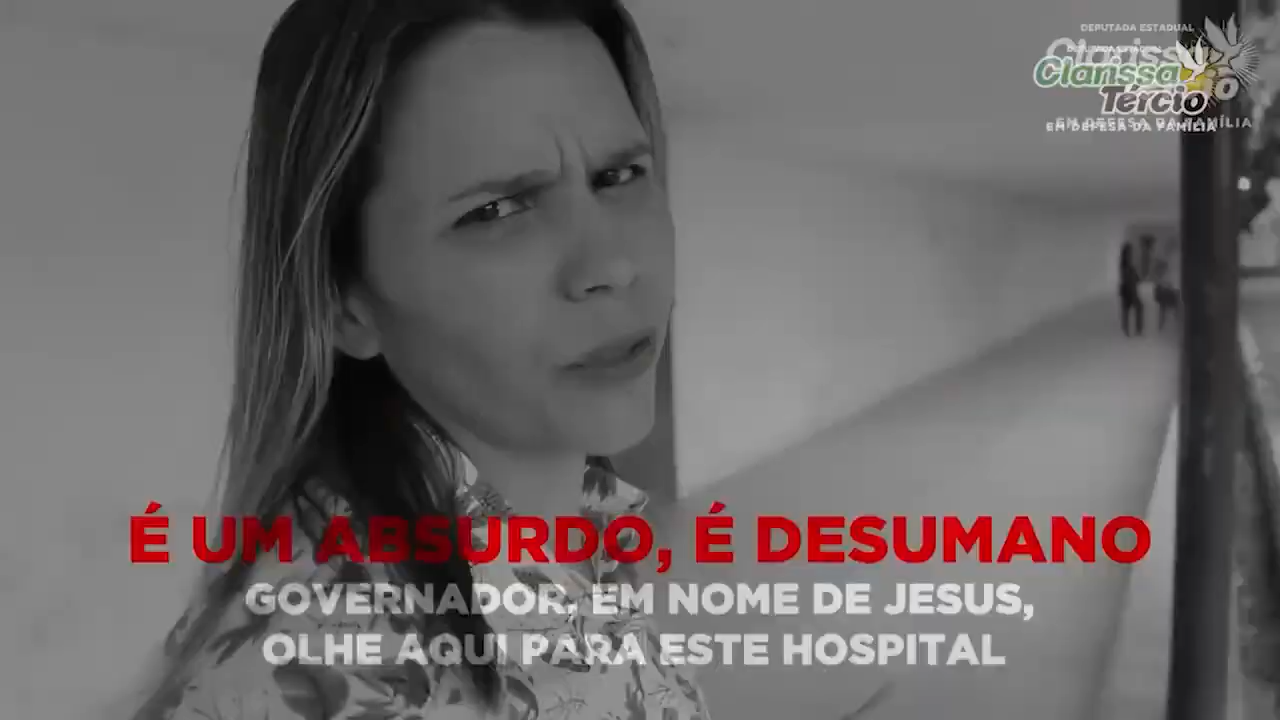 DEPUTADA ESTADUAL
Clarissa
Tércio
EM DEFESA DA FAMÍLIA
É UM ABSURDO, É DESUMANO
GOVERNADOR, EM NOME DE JESUS,
OLHE AQUI PARA ESTE HOSPITAL